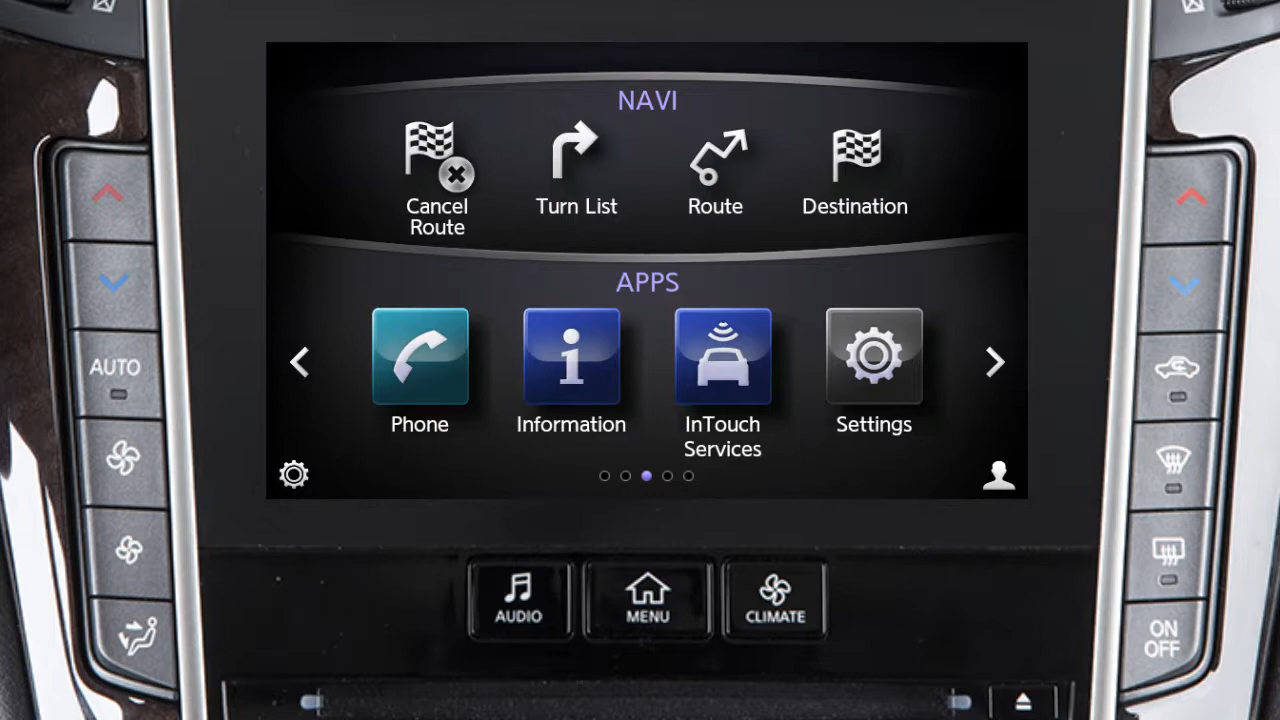 NAVI
Cancel
Route
Turn List
Route
Destination
APPS
Phone
Information
InTouch
Services
Settings
AUTO
AUDIO
MENU
CLIMATE
ON
OFF